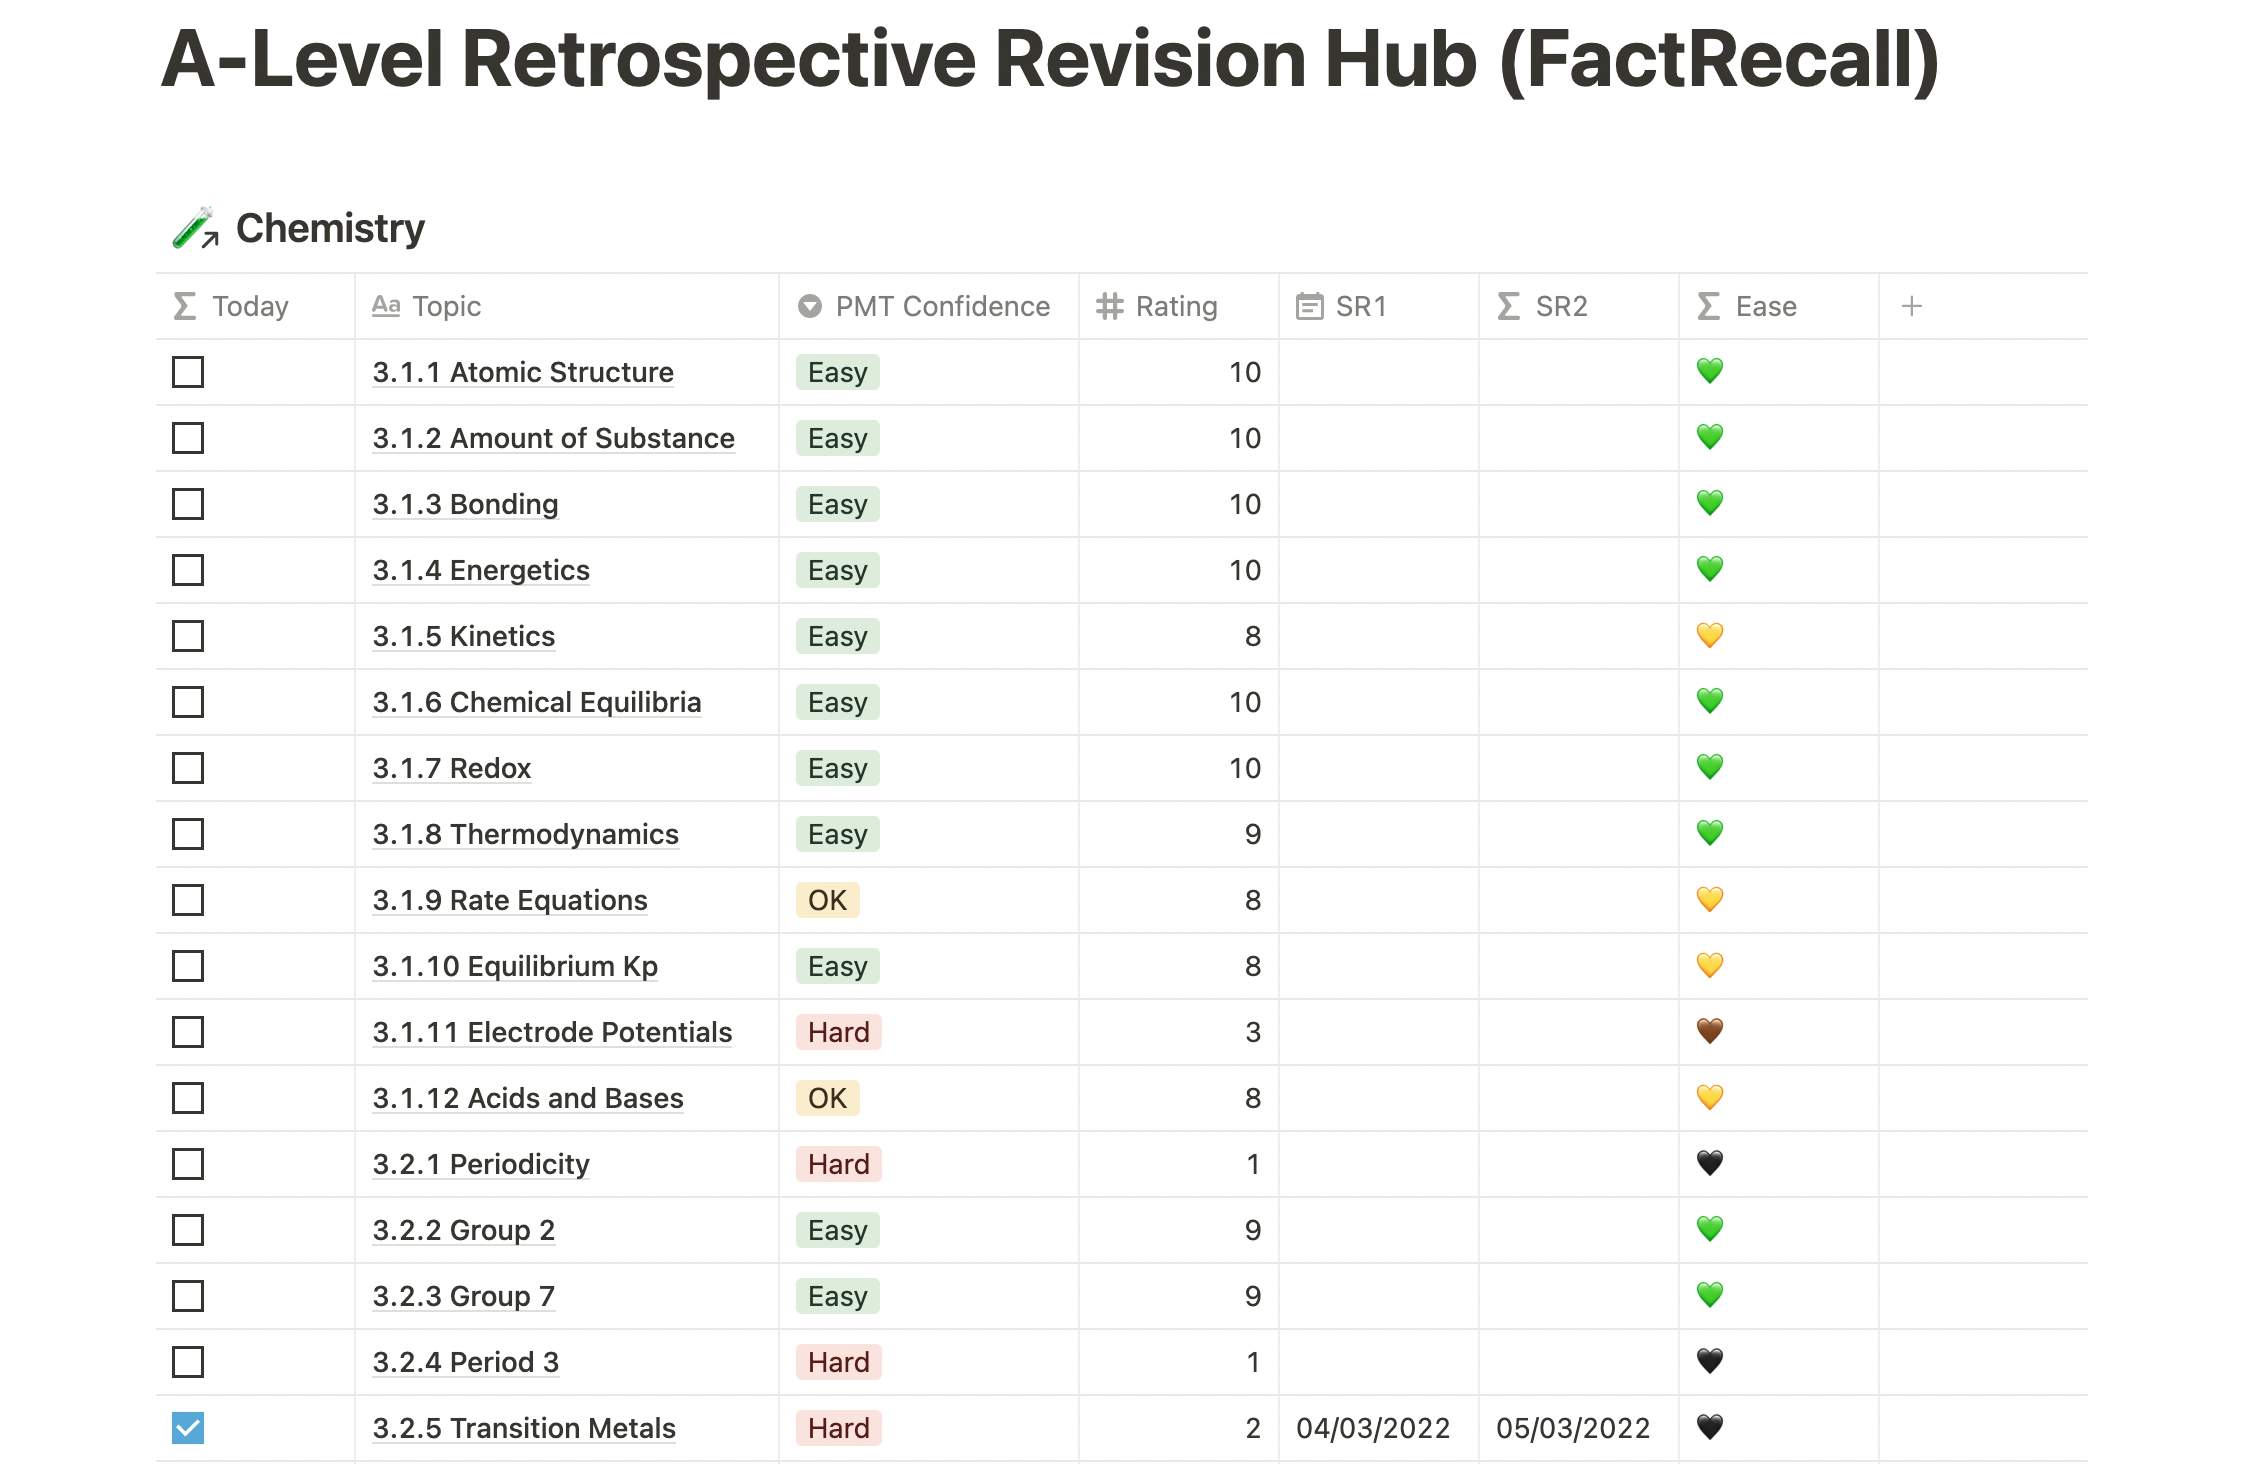 A-Level Retrospective Revision Hub (FactRecall)
Chemistry
Today Topic PMT Confidence Rating SR1 SR2 Ease
3.1.1 Atomic Structure Easy 10
3.1.2 Amount of Substance Easy 10
3.1.3 Bonding Easy 10
3.1.4 Energetics Easy 10
3.1.5 Kinetics Easy 8
3.1.6 Chemical Equilibria Easy 10
3.1.7 Redox Easy 10
3.1.8 Thermodynamics Easy 9
3.1.9 Rate Equations OK 8
3.1.10 Equilibrium Kp Easy 8
3.1.11 Electrode Potentials Hard 3
3.1.12 Acids and Bases OK 8
3.2.1 Periodicity Hard 1
3.2.2 Group 2 Easy 9
3.2.3 Group 7 Easy 9
3.2.4 Period 3 Hard 1
3.2.5 Transition Metals Hard 2 04/03/2022 05/03/2022